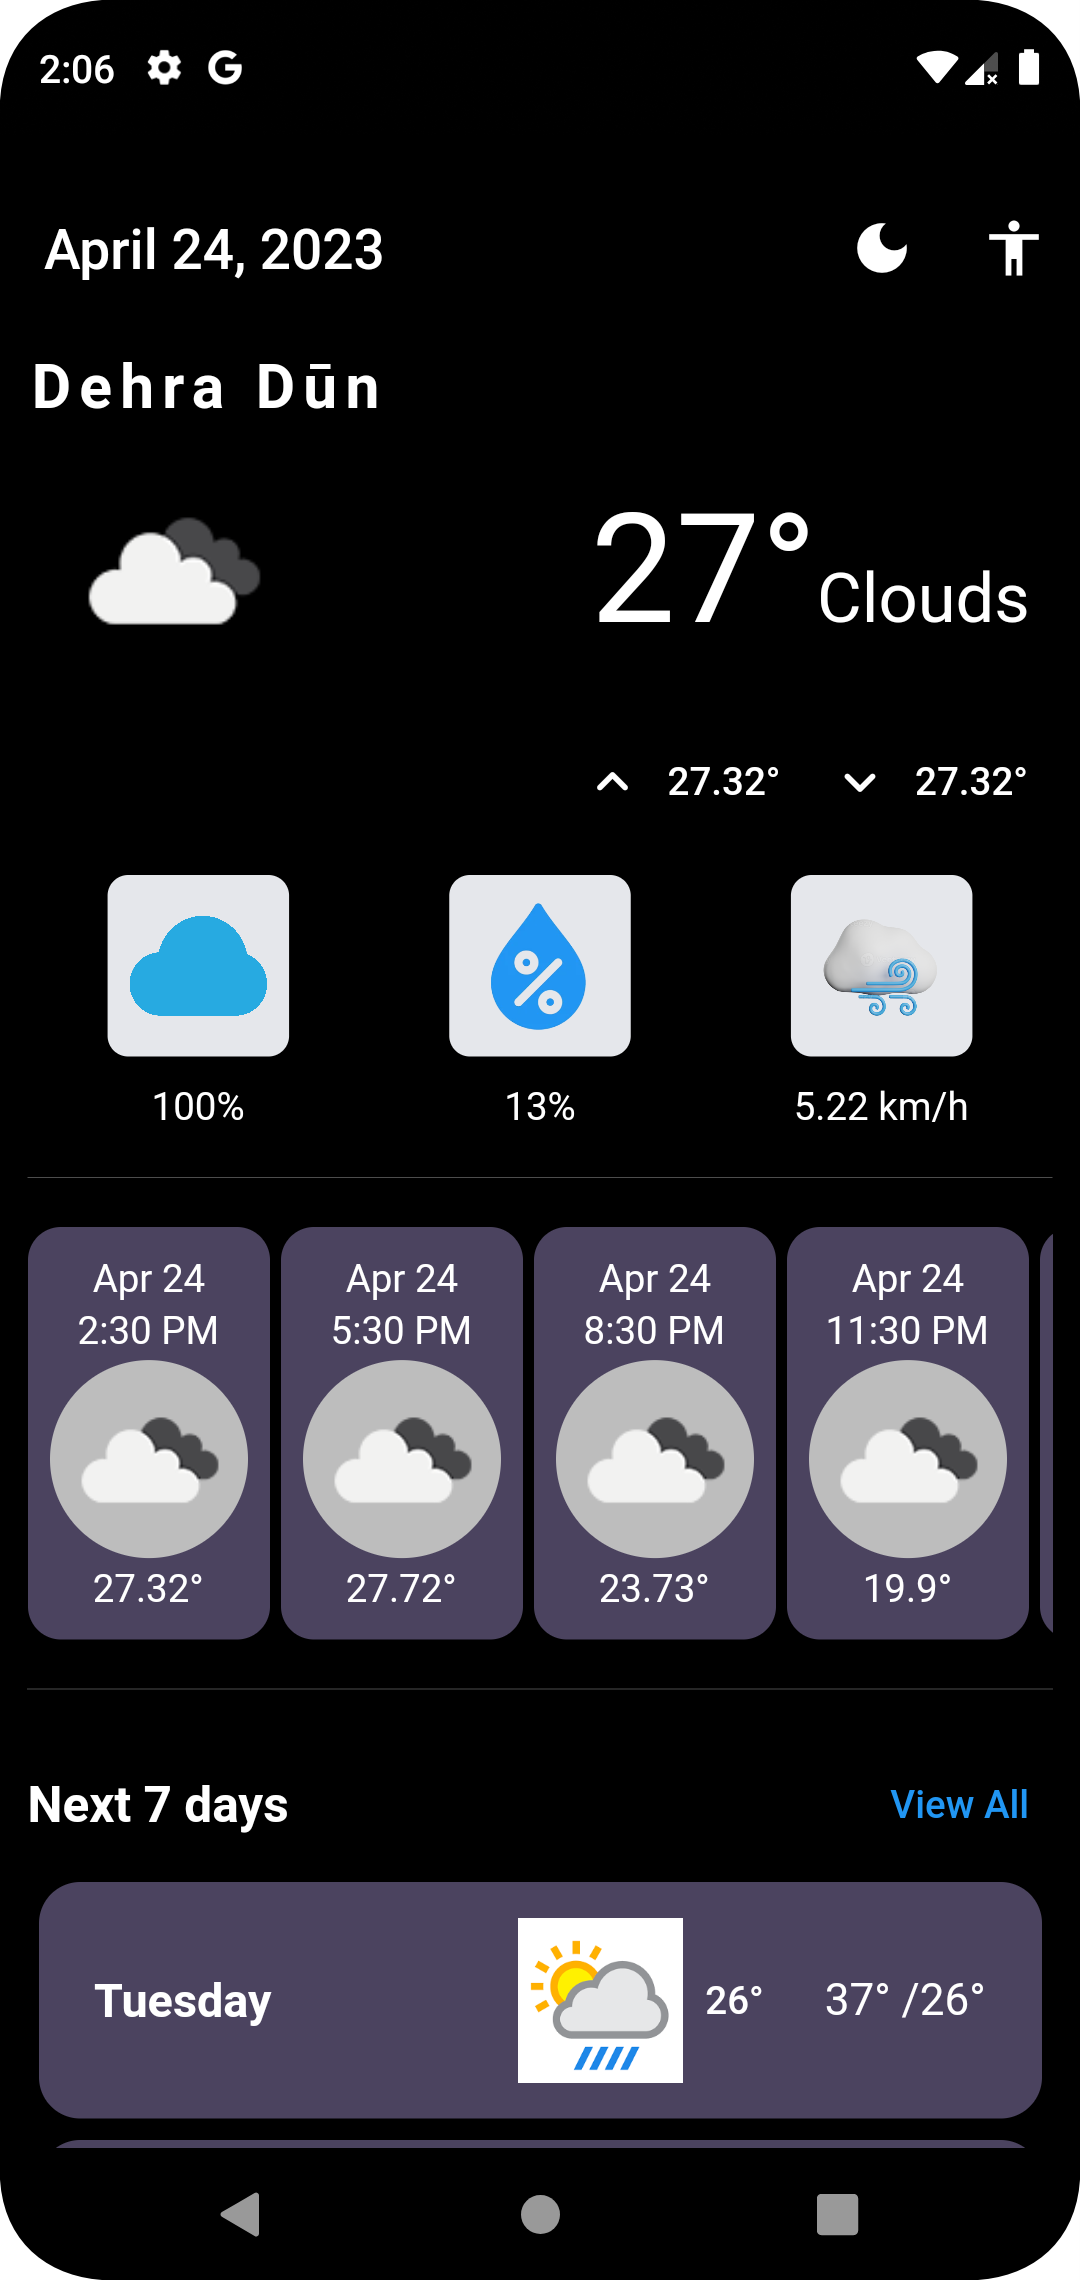 2:06
April 24, 2023
Dehra Dūn
27° Clouds
27.32° 27.32°
100% 13% 5.22 km/h
Apr 24 Apr 24 Apr 24 Apr 24
2:30 PM 5:30 PM 8:30 PM 11:30 PM
27.32° 27.72° 23.73° 19.9°
Next 7 days View All
Tuesday 26° 37° /26°